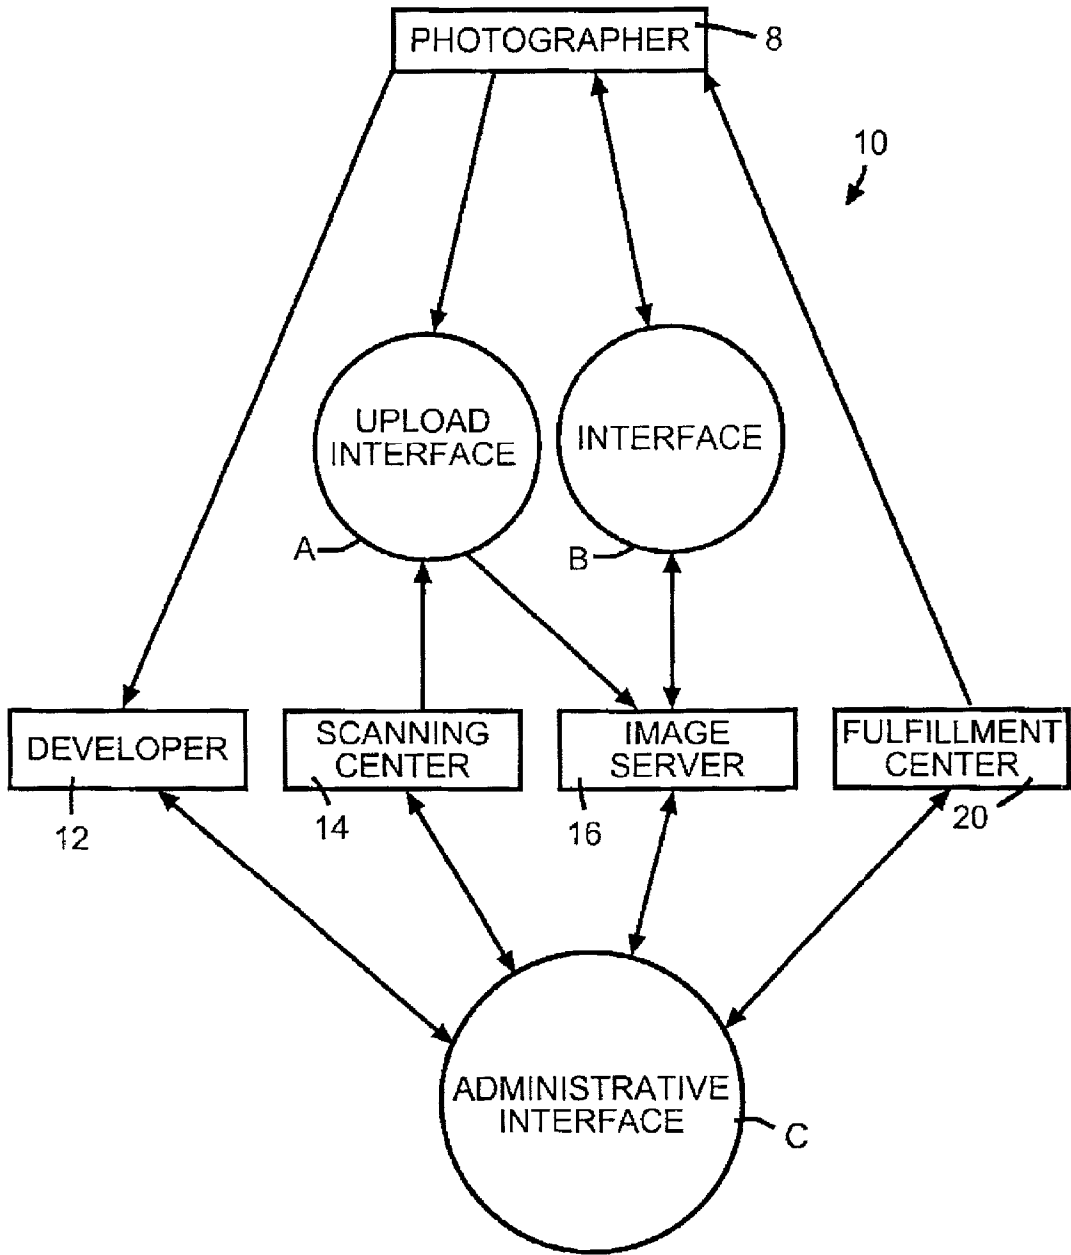 PHOTOGRAPHER
8
10
UPLOAD
INTERFACE
INTERFACE
A
B
DEVELOPER
SCANNING
CENTER
IMAGE
SERVER
FULFILLMENT
CENTER
12
14
16
20
ADMINISTRATIVE
INTERFACE
C